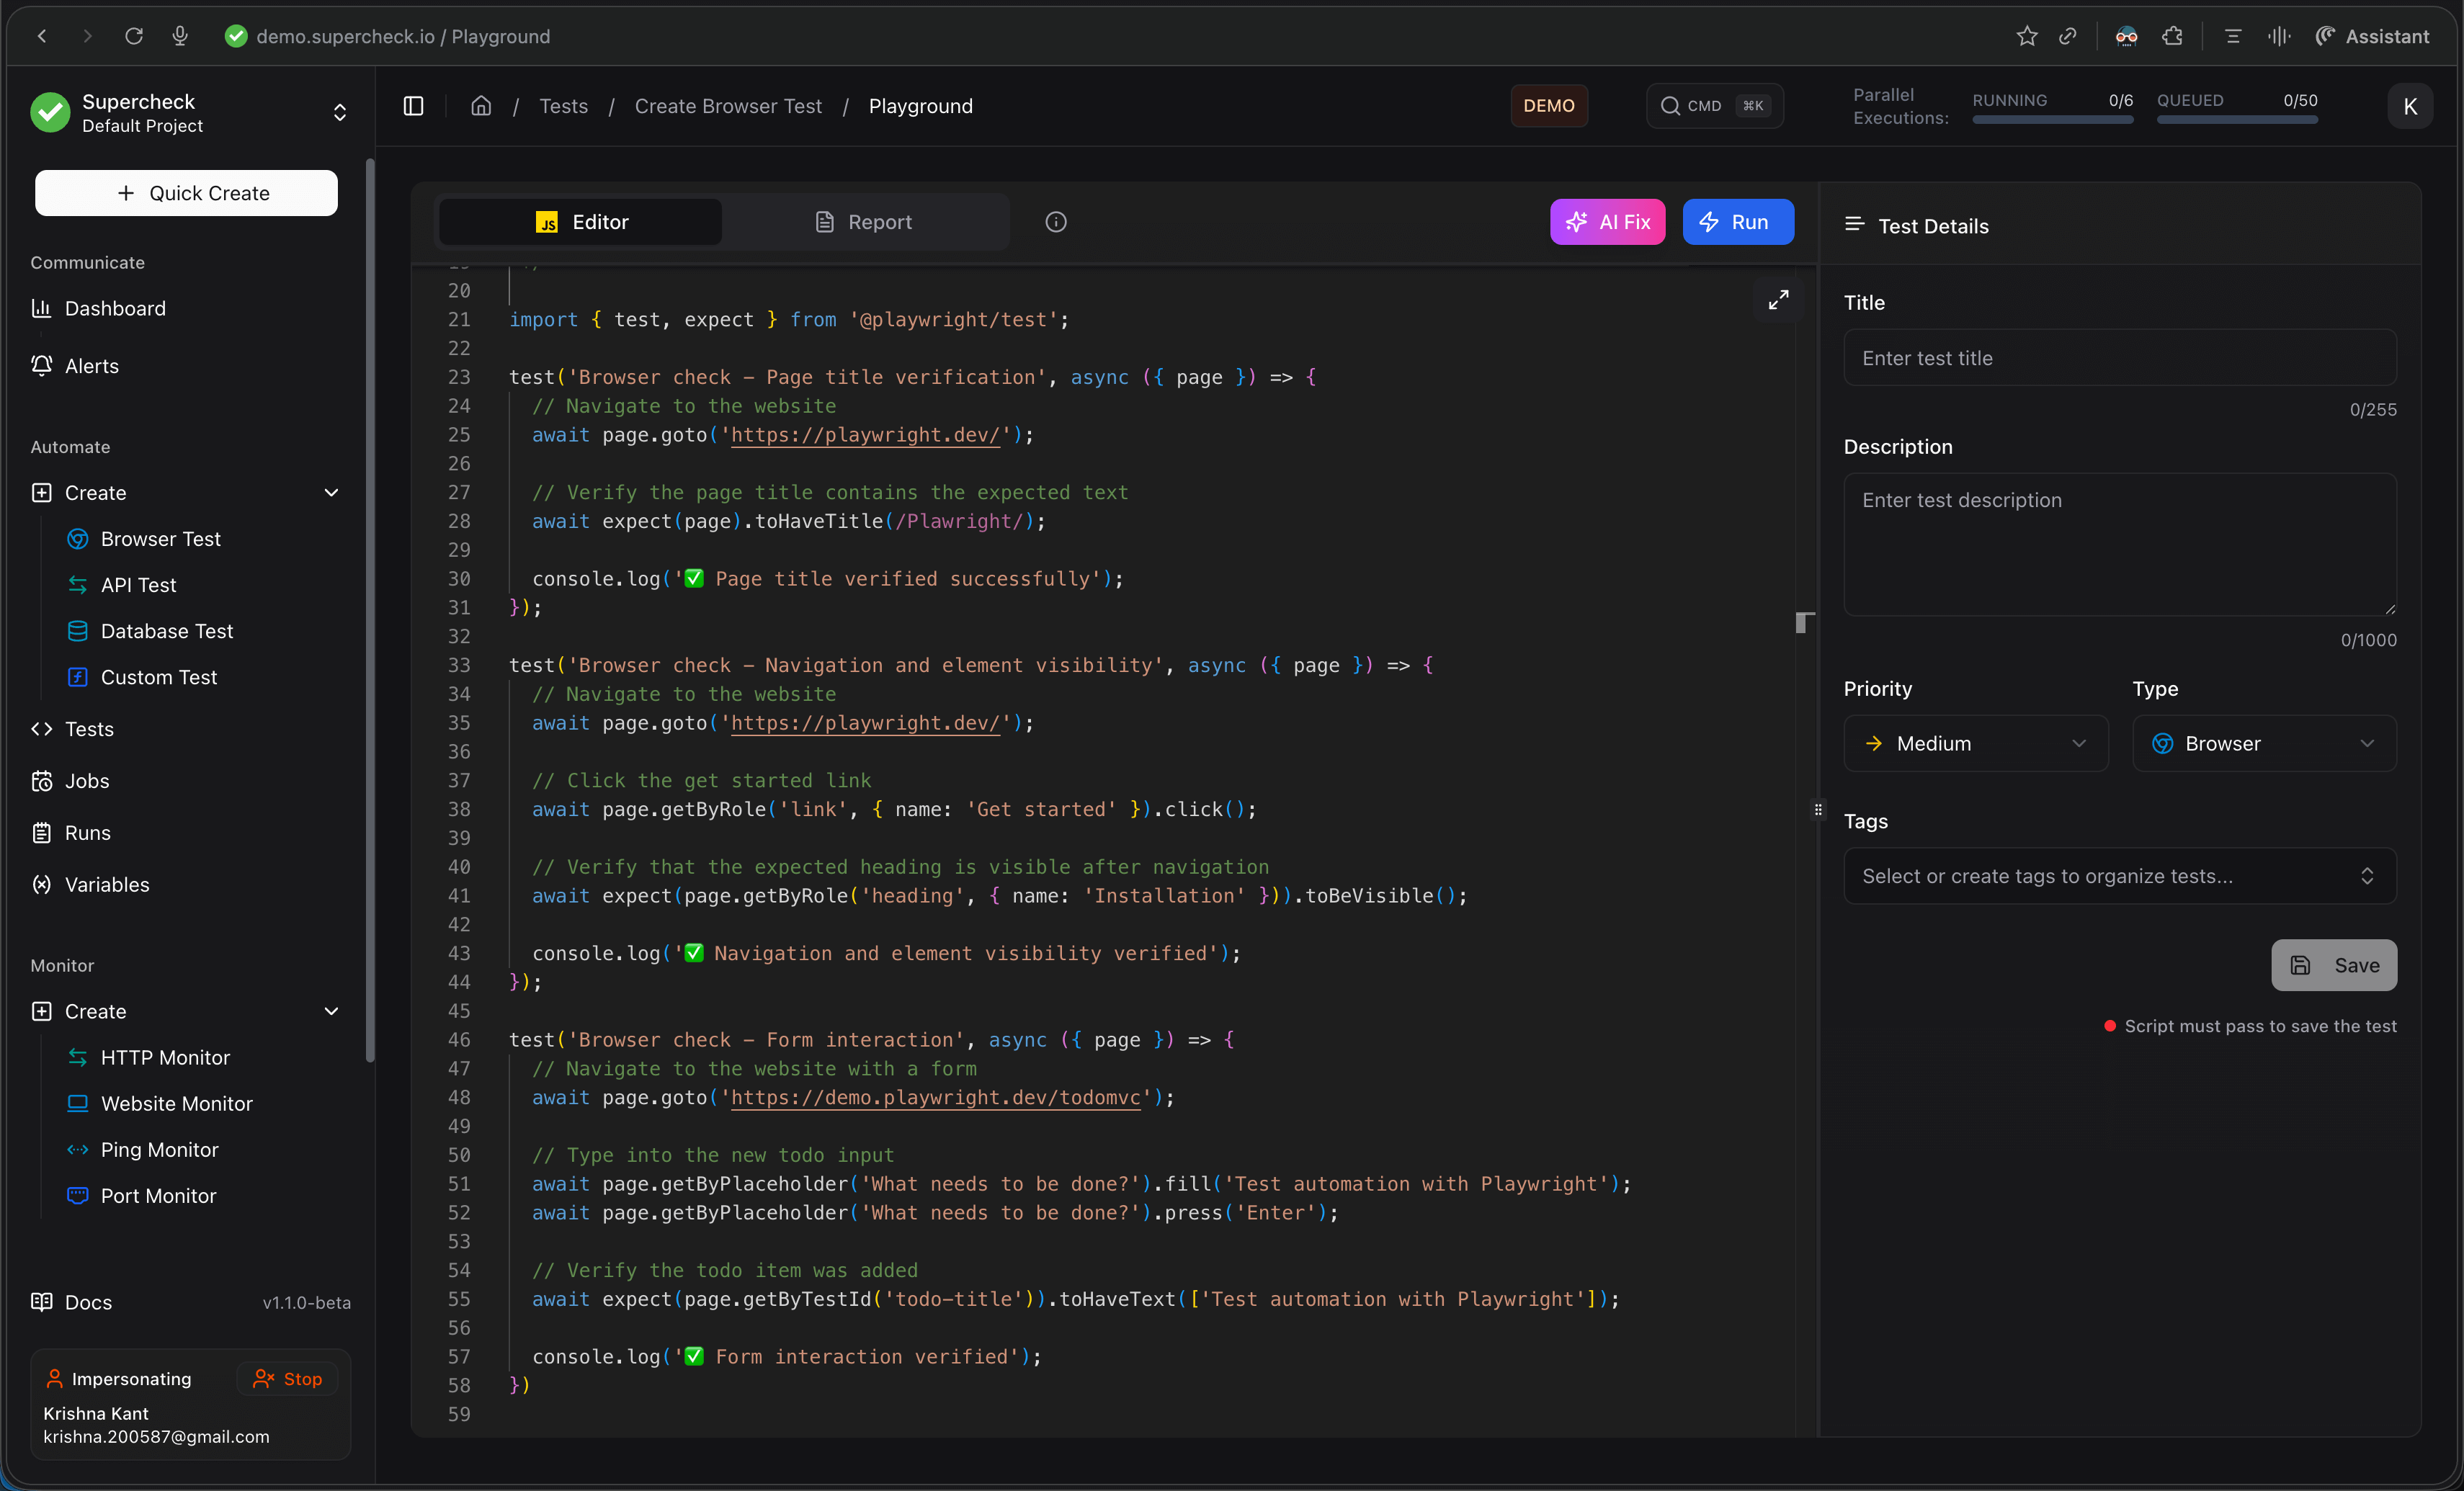 demo.supercheck.io / Playground
Assistant
Supercheck
Default Project
Quick Create
Communicate
Dashboard
Alerts
Automate
Create
Browser Test
API Test
Database Test
Custom Test
Tests
Jobs
Runs
Variables
Monitor
Create
HTTP Monitor
Website Monitor
Ping Monitor
Port Monitor
Docs v1.1.0-beta
Impersonating Stop
Krishna Kant
krishna.200587@gmail.com
/ Tests / Create Browser Test / Playground
DEMO
CMD ⌘K
Parallel
Executions:
RUNNING 0/6
QUEUED 0/50
K
JS Editor
Report
AI Fix
Run
20
21 import { test, expect } from '@playwright/test';
22
23 test('Browser check – Page title verification', async ({ page }) => {
24 // Navigate to the website
25 await page.goto('https://playwright.dev/');
26
27 // Verify the page title contains the expected text
28 await expect(page).toHaveTitle(/Plawright/);
29
30 console.log('✅ Page title verified successfully');
31 });
32
33 test('Browser check – Navigation and element visibility', async ({ page }) => {
34 // Navigate to the website
35 await page.goto('https://playwright.dev/');
36
37 // Click the get started link
38 await page.getByRole('link', { name: 'Get started' }).click();
39
40 // Verify that the expected heading is visible after navigation
41 await expect(page.getByRole('heading', { name: 'Installation' })).toBeVisible();
42
43 console.log('✅ Navigation and element visibility verified');
44 });
45
46 test('Browser check – Form interaction', async ({ page }) => {
47 // Navigate to the website with a form
48 await page.goto('https://demo.playwright.dev/todomvc');
49
50 // Type into the new todo input
51 await page.getByPlaceholder('What needs to be done?').fill('Test automation with Playwright');
52 await page.getByPlaceholder('What needs to be done?').press('Enter');
53
54 // Verify the todo item was added
55 await expect(page.getByTestId('todo-title')).toHaveText(['Test automation with Playwright']);
56
57 console.log('✅ Form interaction verified');
58 })
59
Test Details
Title
Enter test title
0/255
Description
Enter test description
0/1000
Priority
Medium
Type
Browser
Tags
Select or create tags to organize tests...
Save
Script must pass to save the test